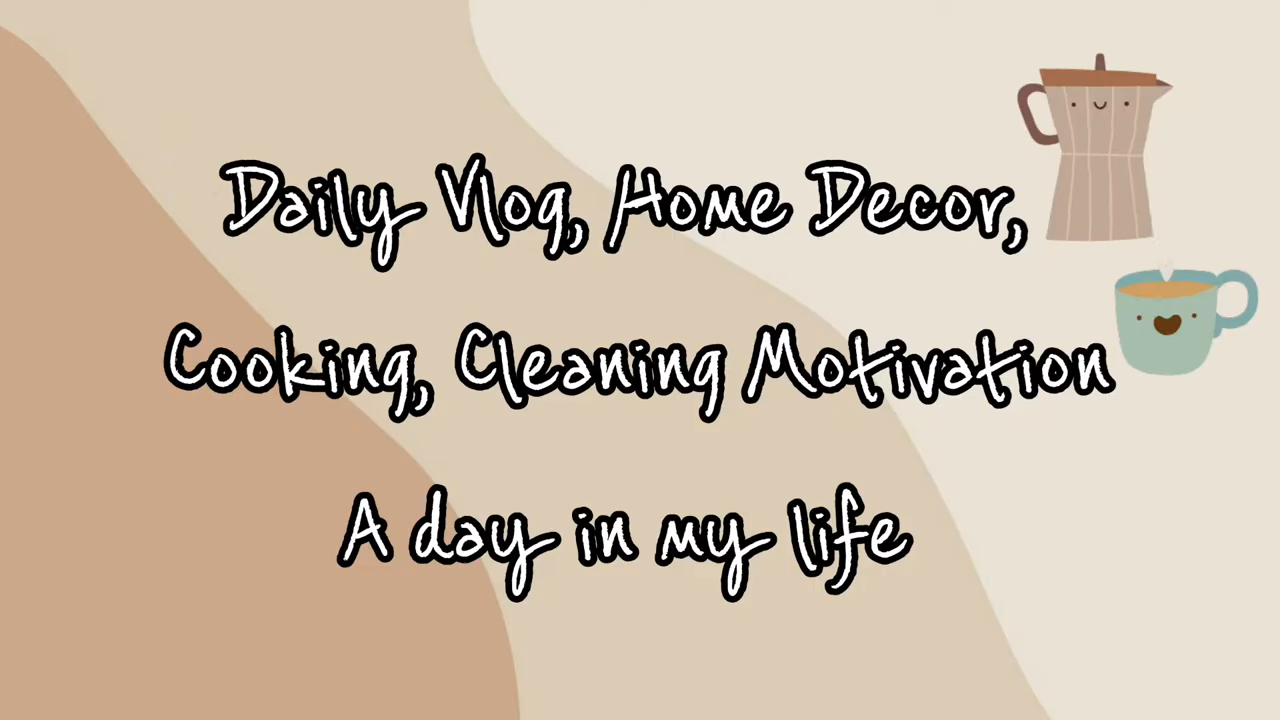 Daily Vlog, Home Decor,
Cooking, Cleaning Motivation
A day in my life